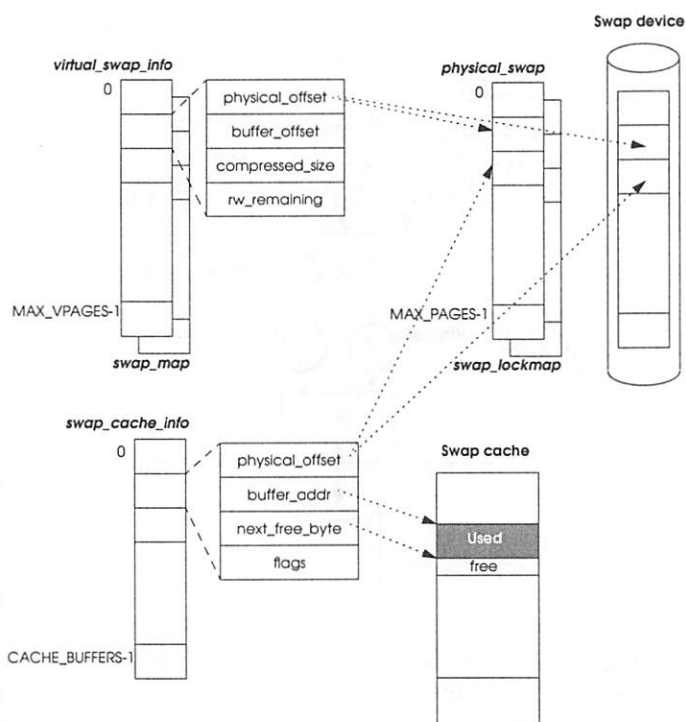 Swap device
virtual_swap_info
0
physical_offset
buffer_offset
compressed_size
rw_remaining
MAX_VPAGES-1
swap_map
physical_swap
0
MAX_PAGES-1
swap_lockmap
swap_cache_info
0
physical_offset
buffer_addr
next_free_byte
flags
CACHE_BUFFERS-1
Swap cache
Used
free